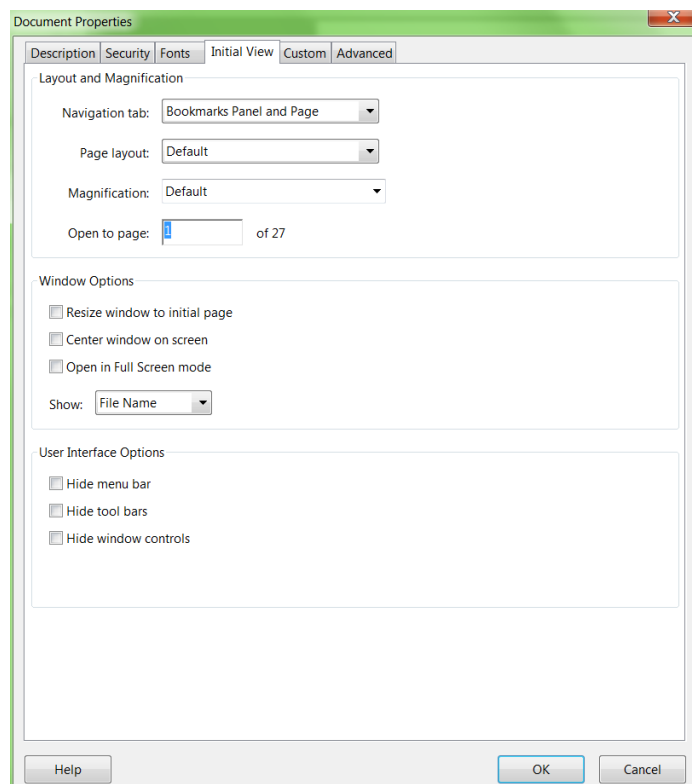 Document Properties
Description Security Fonts Initial View Custom Advanced
Layout and Magnification
Navigation tab: Bookmarks Panel and Page
Page layout: Default
Magnification: Default
Open to page: 1 of 27
Window Options
Resize window to initial page
Center window on screen
Open in Full Screen mode
Show: File Name
User Interface Options
Hide menu bar
Hide tool bars
Hide window controls
Help OK Cancel